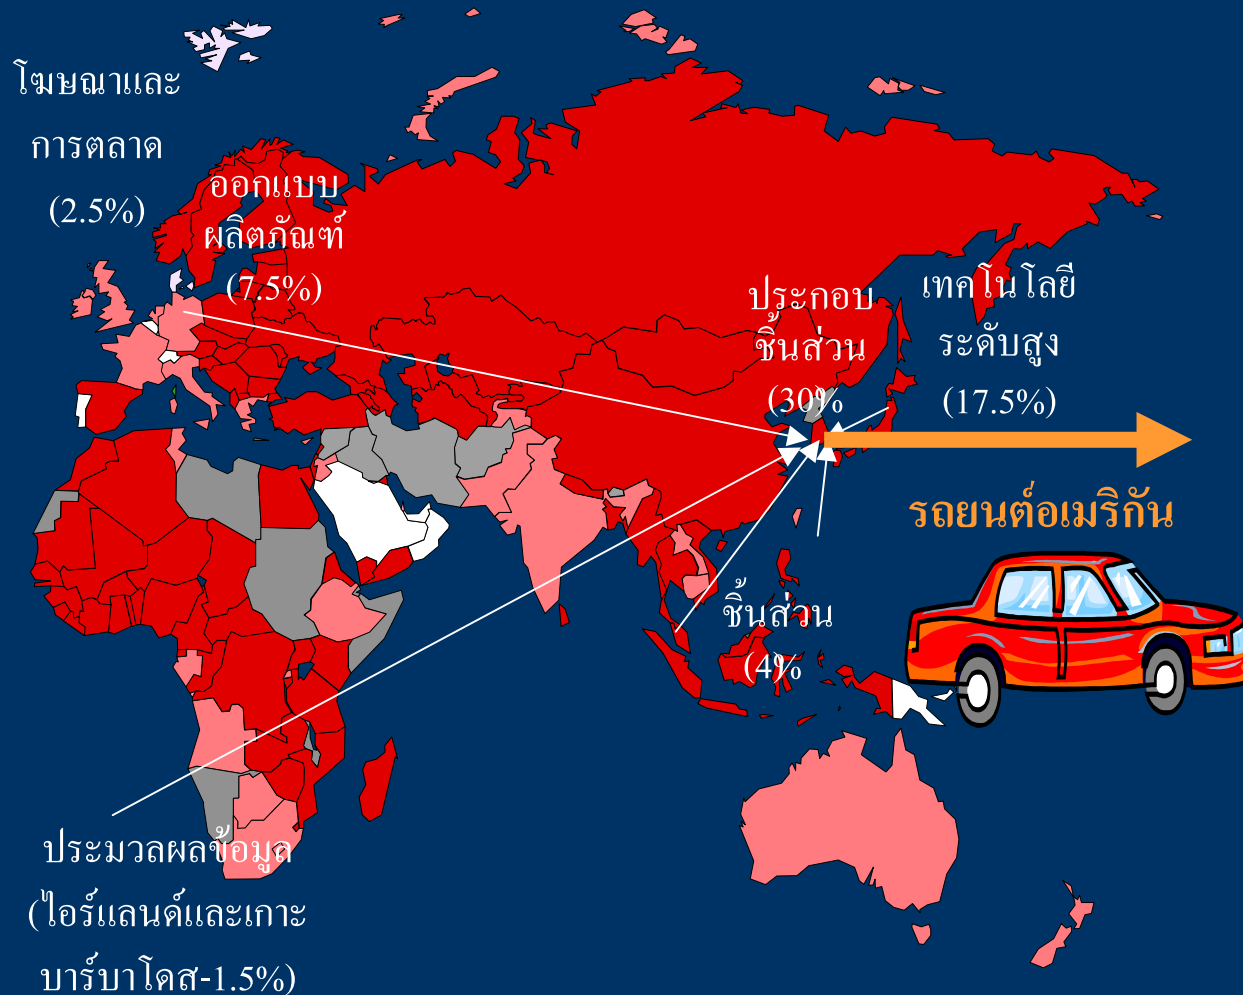 โฆษณาและ
การตลาด
(2.5%)
ออกแบบ
ผลิตภัณฑ์
(7.5%)
ประกอบ
ชิ้นส่วน
(30%
เทคโนโลยี
ระดับสูง
(17.5%)
รถยนต์อเมริกัน
ชิ้นส่วน
(4%
ประมวลผลข้อมูล
(ไอร์แลนด์และเกาะ
บาร์บาโดส-1.5%)